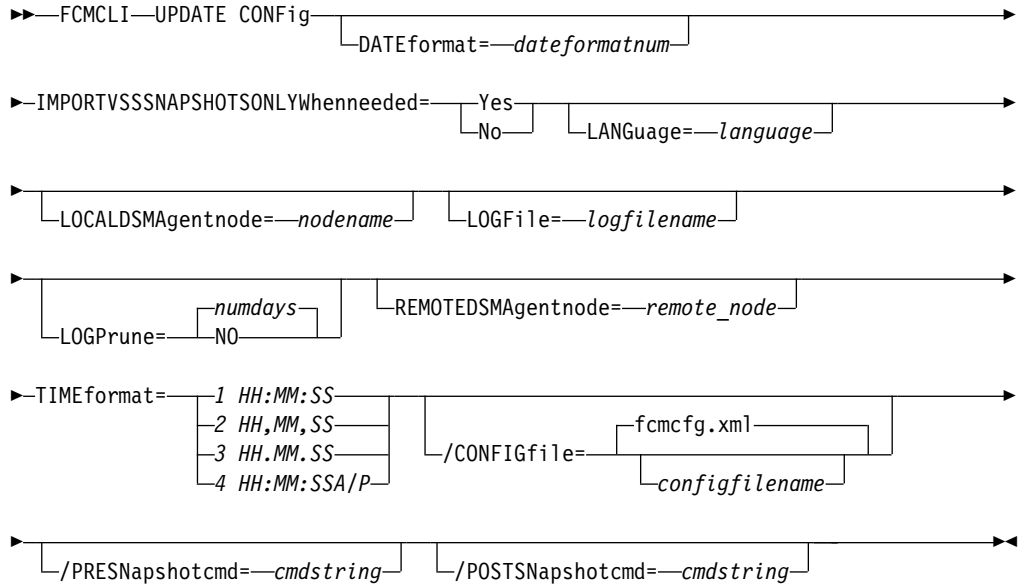 FCMCLI UPDATE CONFig
DATEformat= dateformatnum
IMPORTVSSSNAPSHOTSONLYWhenneeded= Yes
No LANGuage= language
LOCALDSMAgentnode= nodename LOGFile= logfilename
numdays REMOTEDSMAgentnode= remote_node
LOGPrune= NO
TIMEformat= 1 HH:MM:SS
2 HH,MM,SS fcmcfg.xml
3 HH.MM.SS /CONFIGfile=
4 HH:MM:SSA/P configfilename
/PRESNapshotcmd= cmdstring /POSTSNapshotcmd= cmdstring